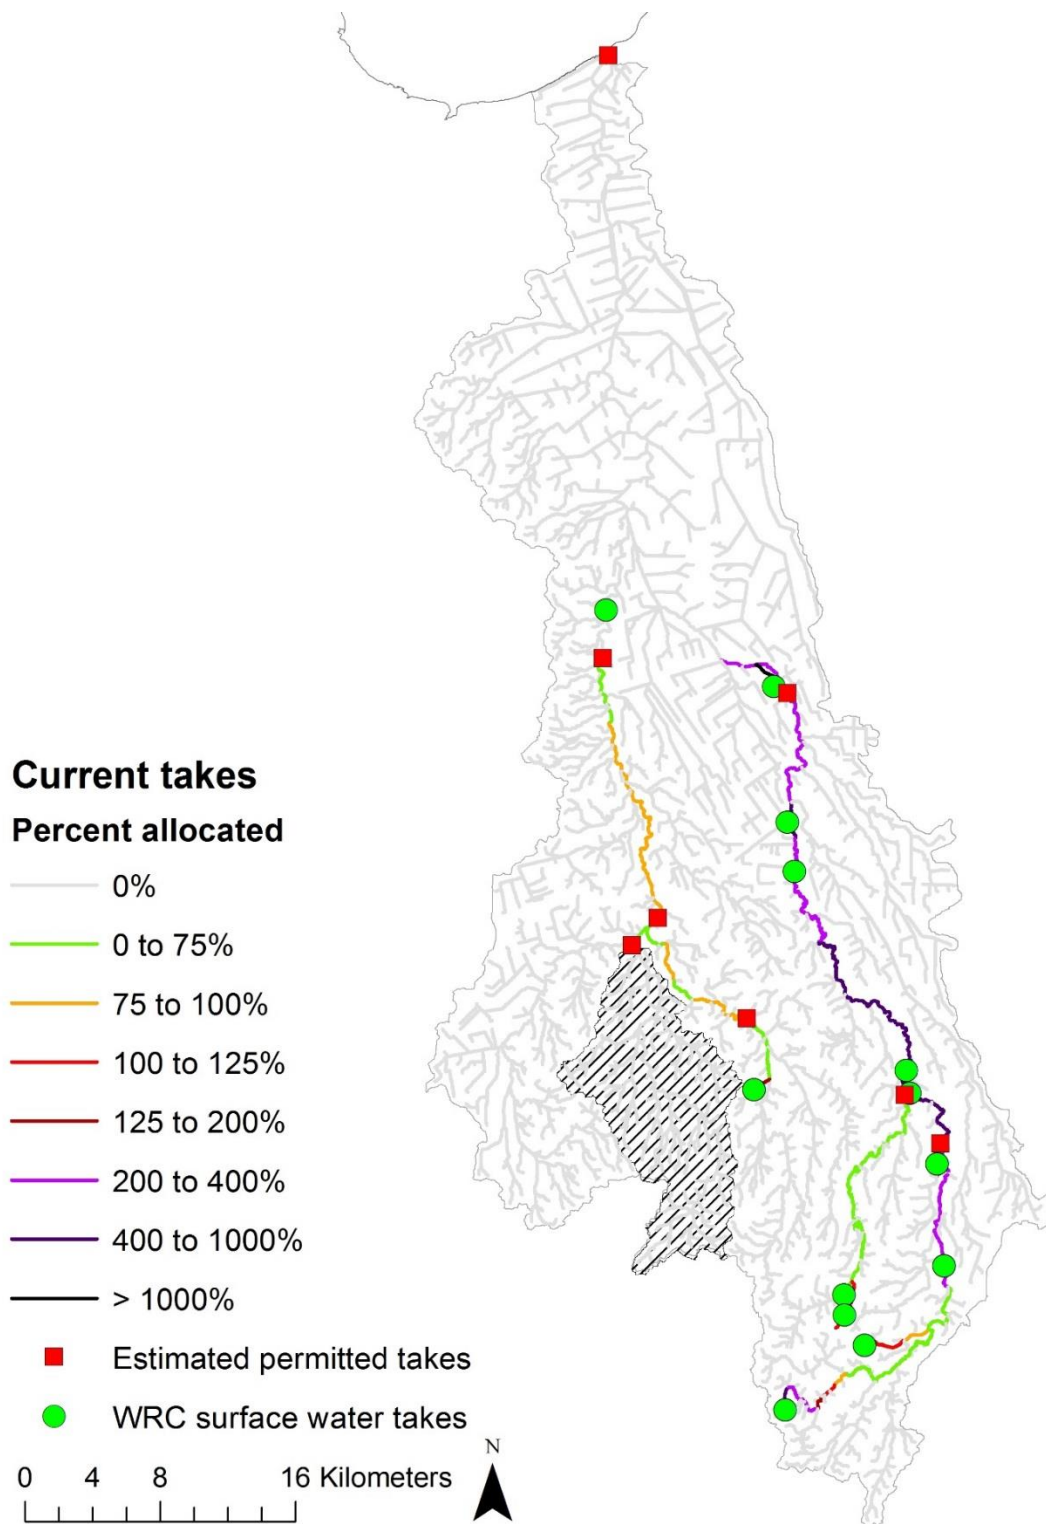 Current takes
Percent allocated
0%
0 to 75%
75 to 100%
100 to 125%
125 to 200%
200 to 400%
400 to 1000%
> 1000%
Estimated permitted takes
WRC surface water takes
N
0 4 8 16 Kilometers